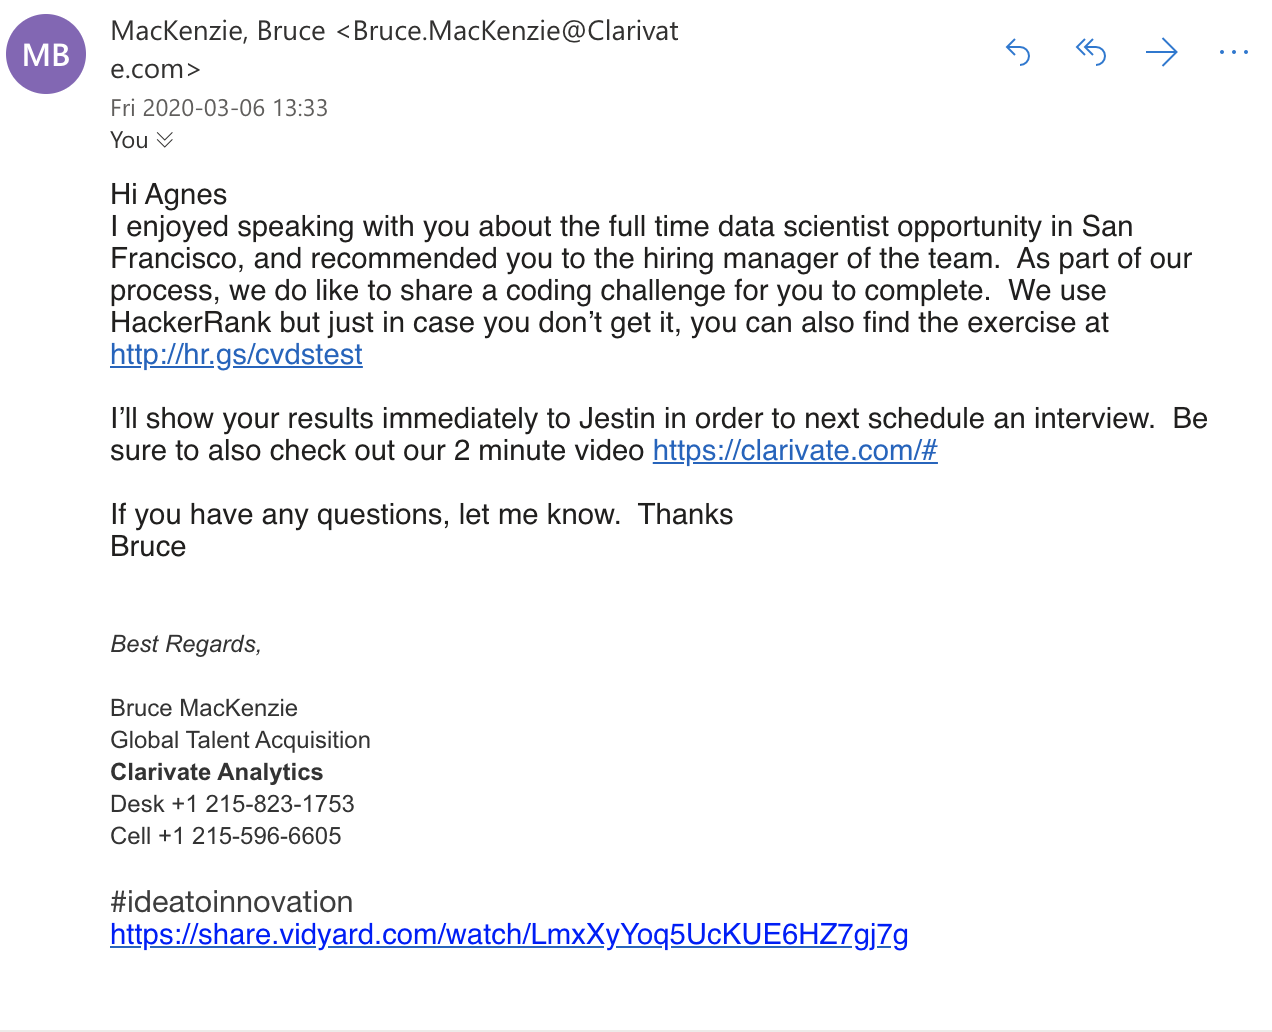 MB
MacKenzie, Bruce <Bruce.MacKenzie@Clarivat
e.com>
Fri 2020-03-06 13:33
You
Hi Agnes
I enjoyed speaking with you about the full time data scientist opportunity in San
Francisco, and recommended you to the hiring manager of the team.  As part of our
process, we do like to share a coding challenge for you to complete.  We use
HackerRank but just in case you don’t get it, you can also find the exercise at
http://hr.gs/cvdstest
I’ll show your results immediately to Jestin in order to next schedule an interview.  Be
sure to also check out our 2 minute video https://clarivate.com/#
If you have any questions, let me know.  Thanks
Bruce
Best Regards,
Bruce MacKenzie
Global Talent Acquisition
Clarivate Analytics
Desk +1 215-823-1753
Cell +1 215-596-6605
#ideatoinnovation
https://share.vidyard.com/watch/LmxXyYoq5UcKUE6HZ7gj7g